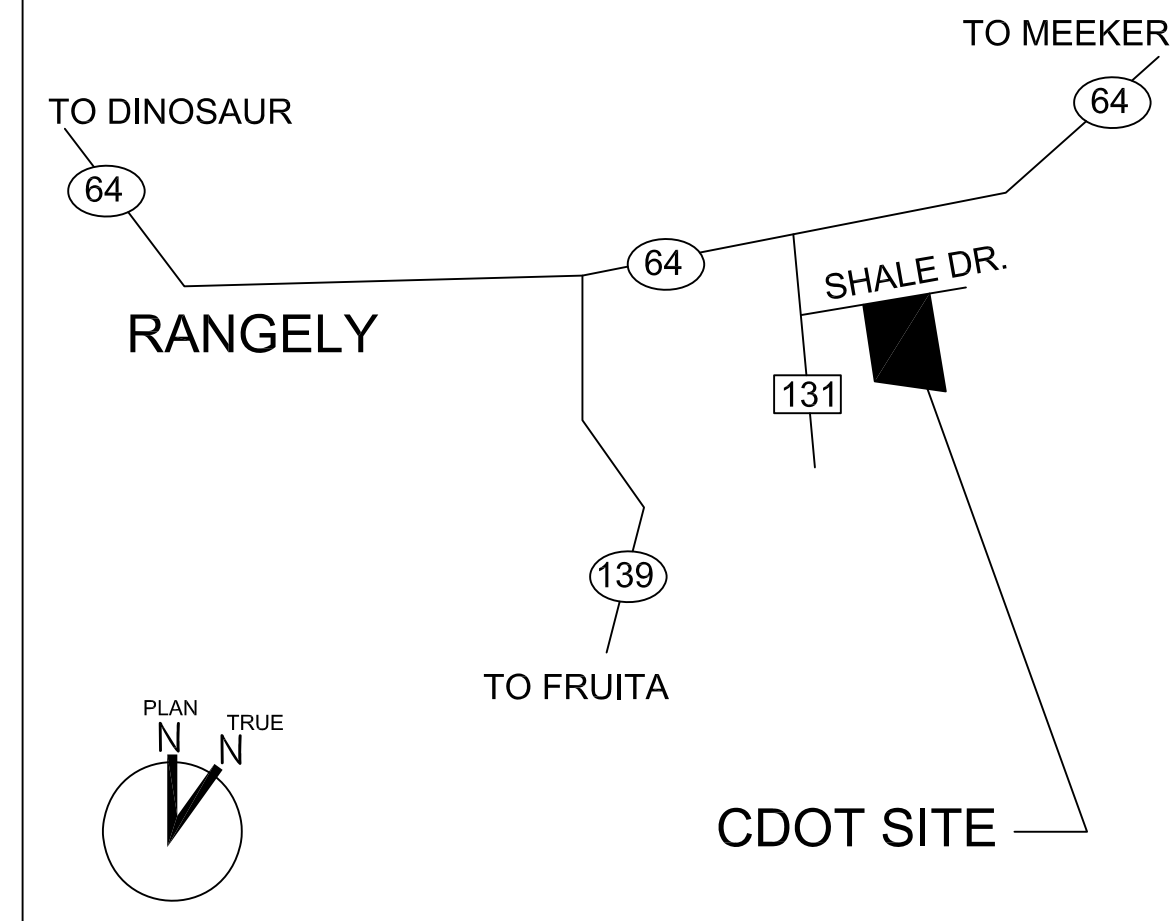 TO MEEKER
64
TO DINOSAUR
64
64
SHALE DR.
RANGELY
131
139
TO FRUITA
PLAN
N
TRUE
N
CDOT SITE